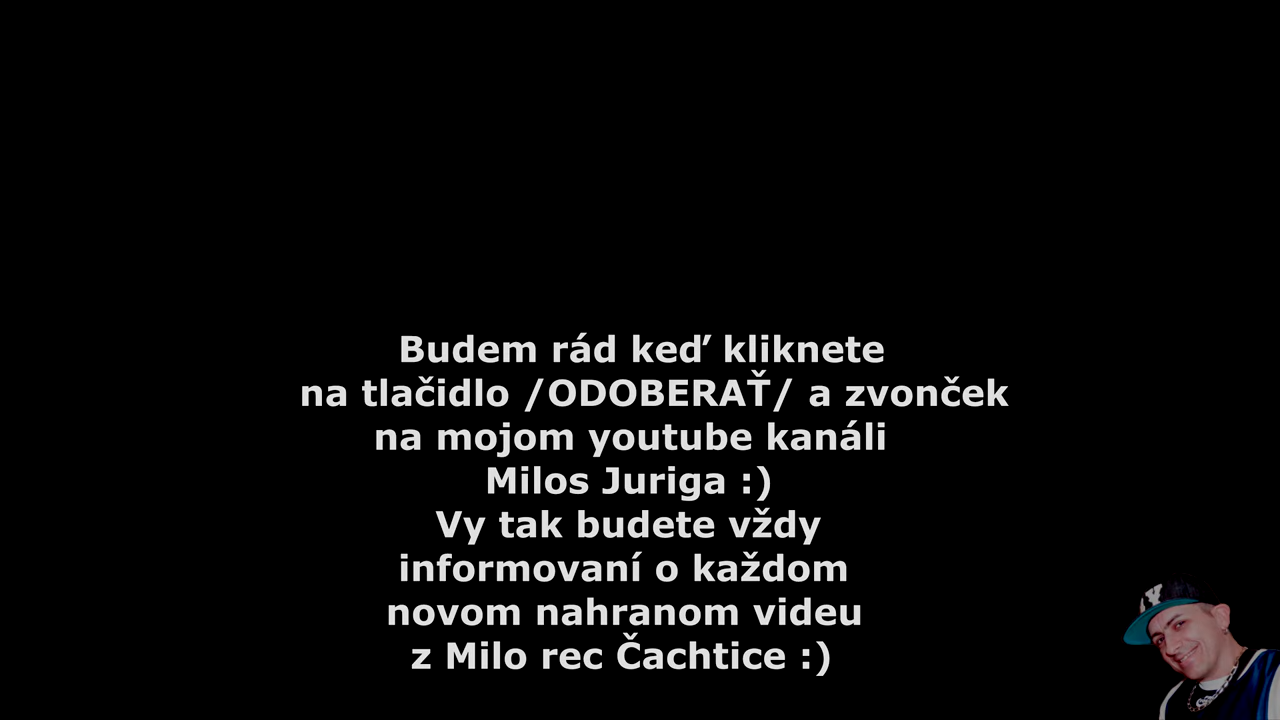 Budem rád keď kliknete
na tlačidlo /ODOBERAŤ/ a zvonček
na mojom youtube kanáli
Milos Juriga :)
Vy tak budete vždy
informovaní o každom
novom nahranom videu
z Milo rec Čachtice :)